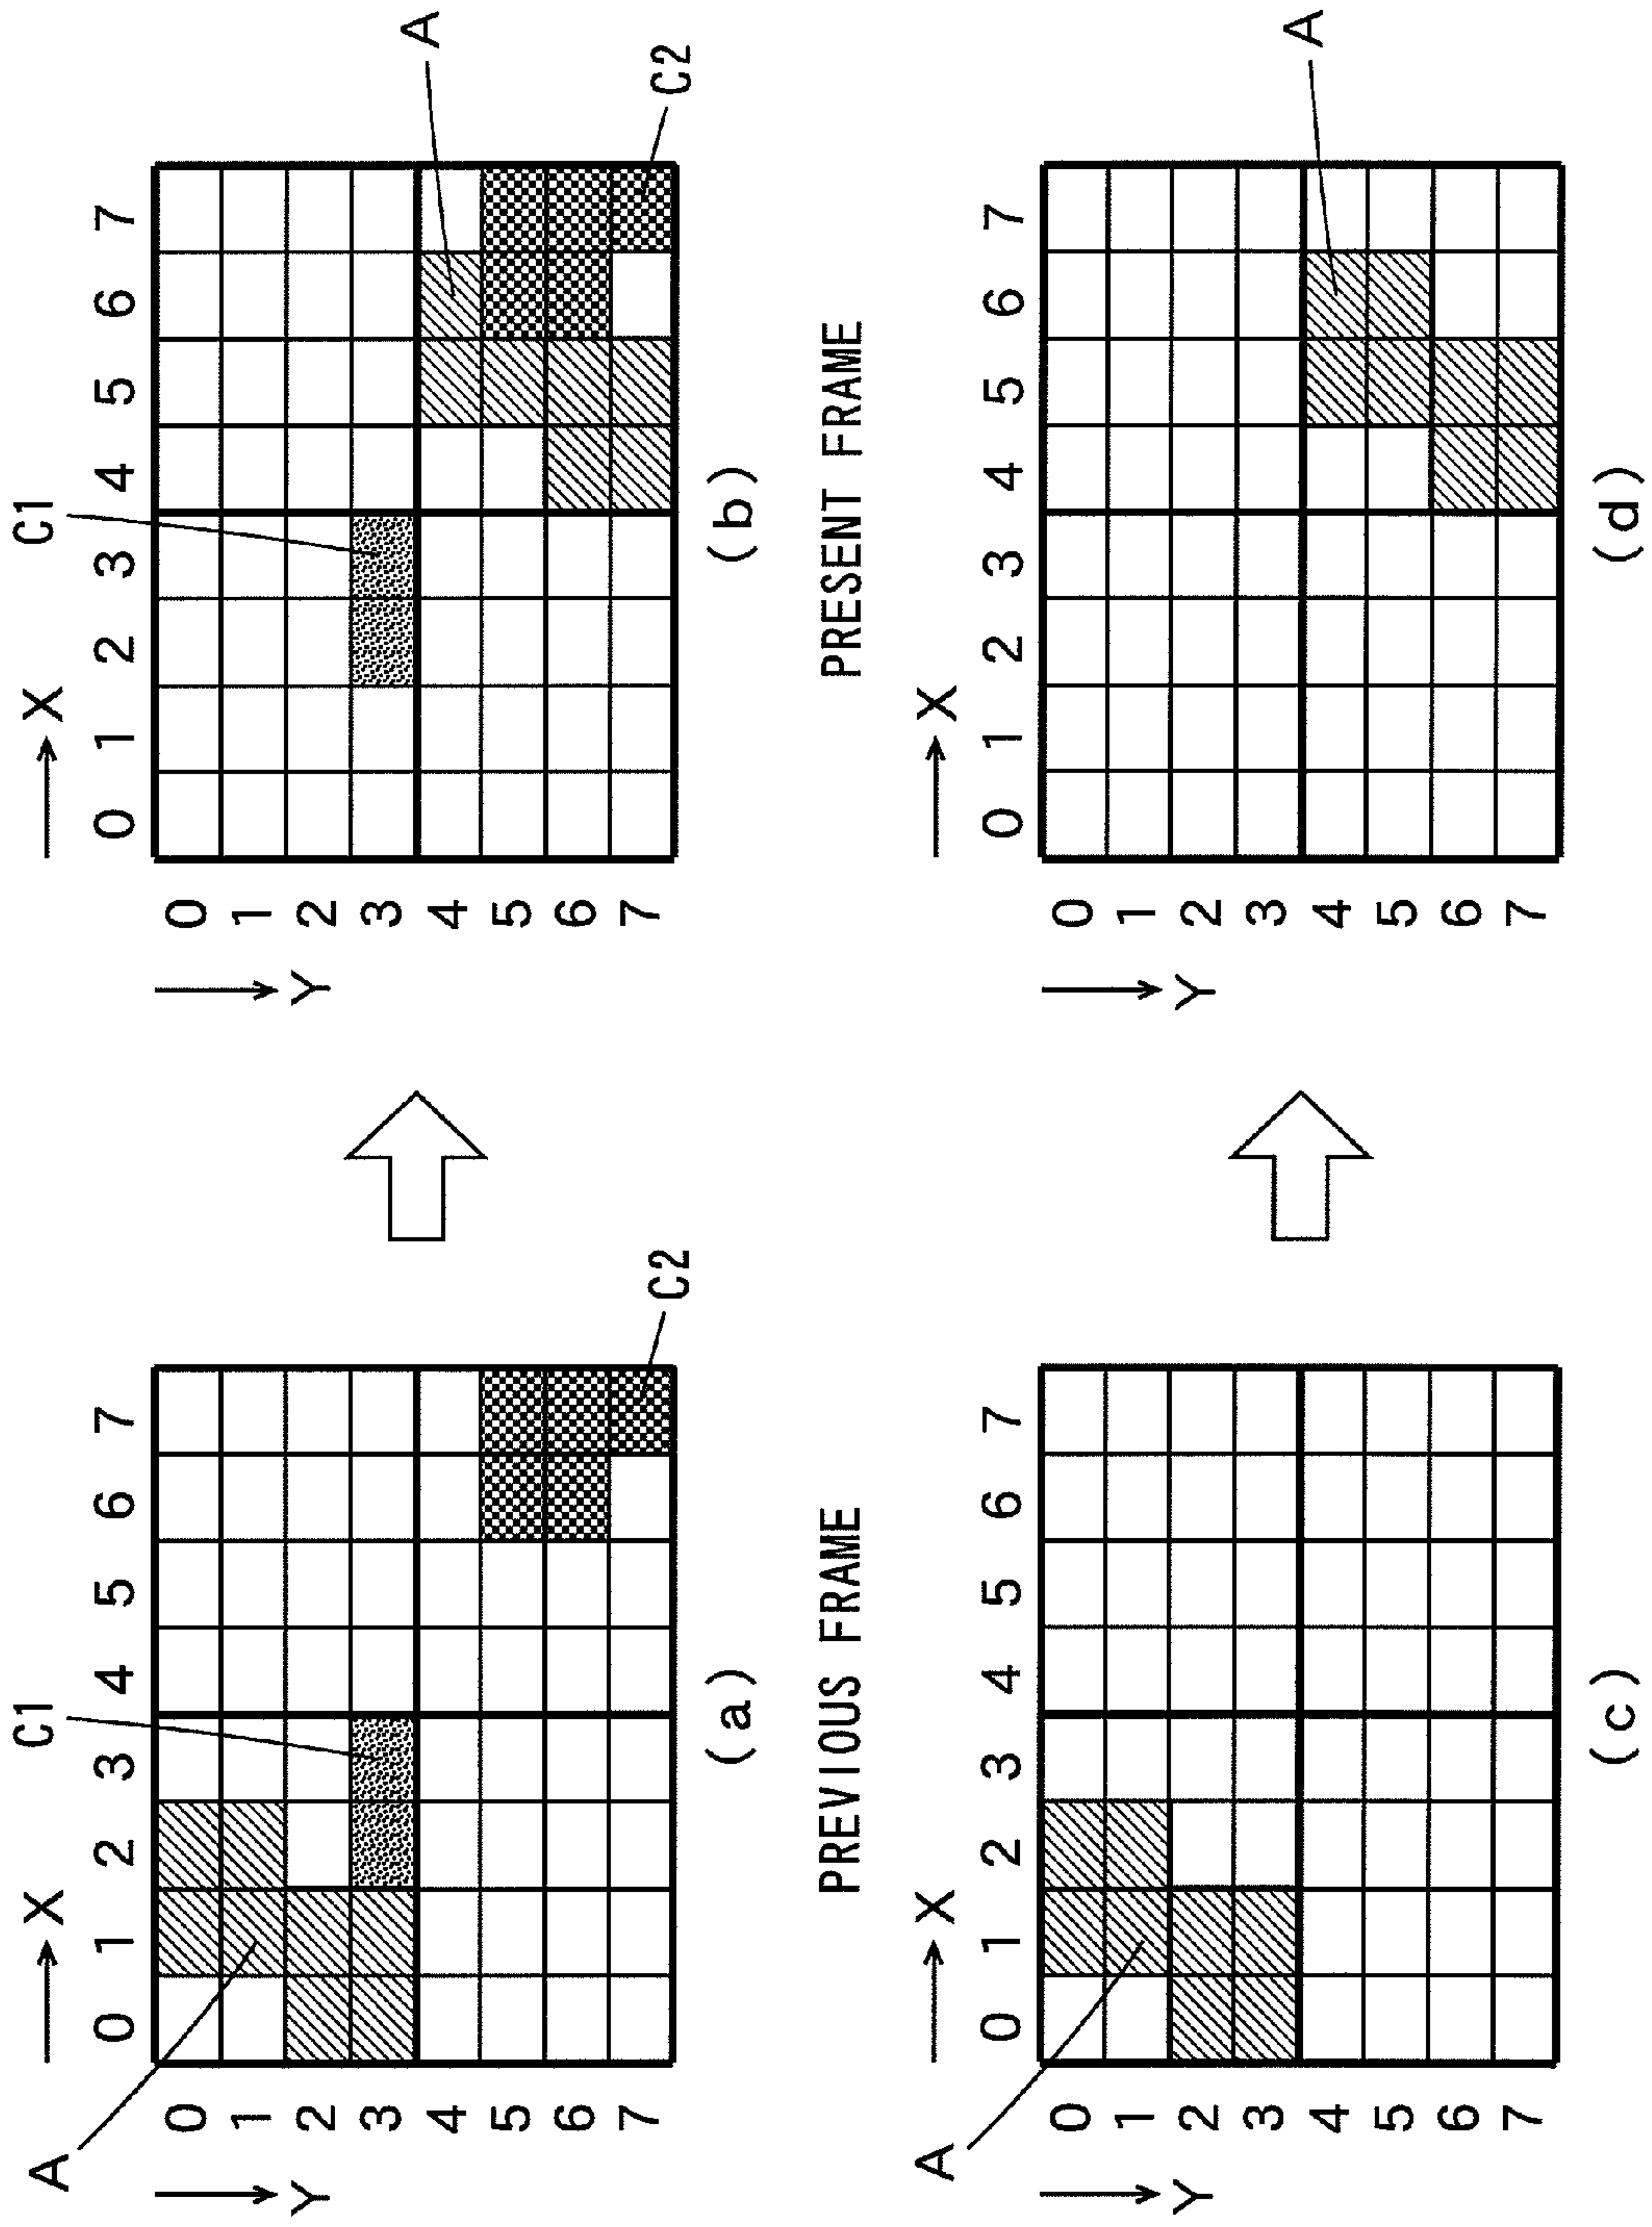 C1
→ X
0 1 2 3 4 5 6 7
A
0
1
2
3
4
5
6
7
Y
C2
(a)
C1
→ X
0 1 2 3 4 5 6 7
A
0
1
2
3
4
5
6
7
Y
C2
(b)
PREVIOUS FRAME
PRESENT FRAME
→ X
0 1 2 3 4 5 6 7
A
0
1
2
3
4
5
6
7
Y
(c)
→ X
0 1 2 3 4 5 6 7
A
0
1
2
3
4
5
6
7
Y
(d)